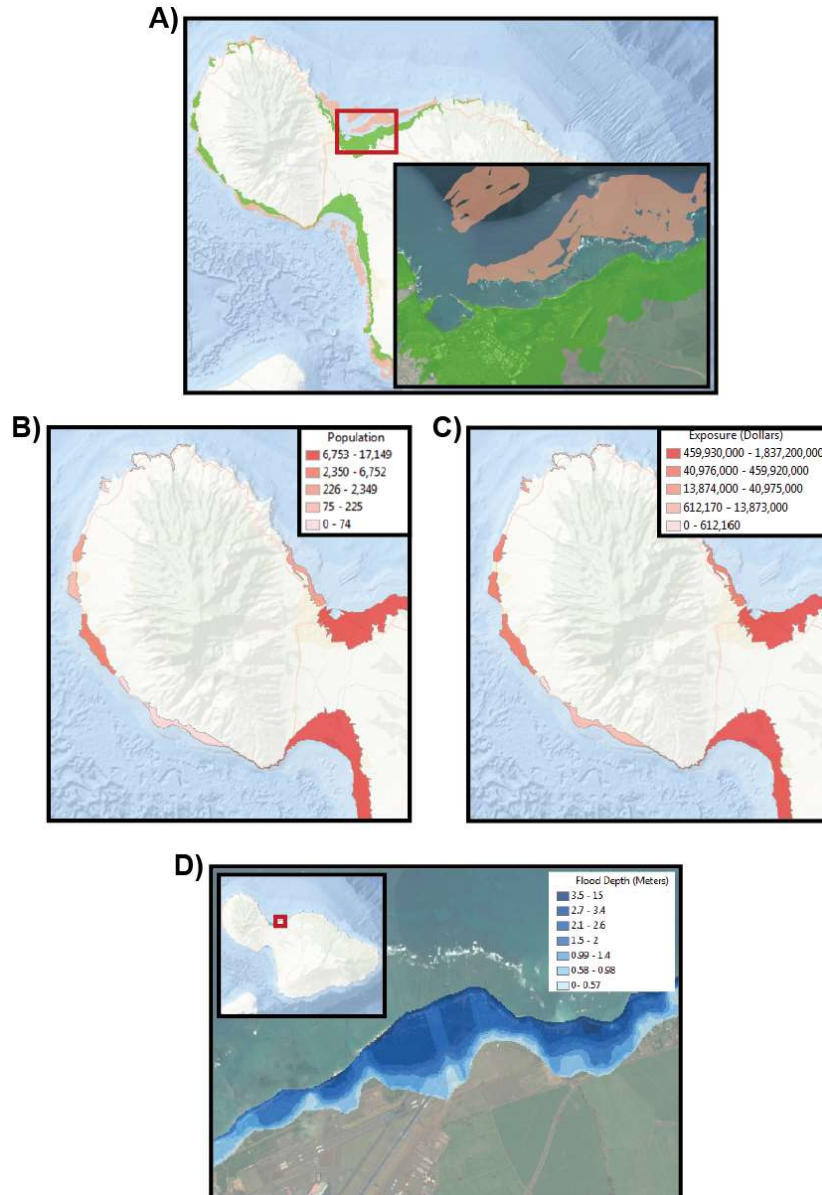 A)
B)
Population
6,753 - 17,149
2,350 - 6,752
226 - 2,349
75 - 225
0 - 74
C)
Exposure (Dollars)
459,930,000 - 1,837,200,000
40,976,000 - 459,920,000
13,874,000 - 40,975,000
612,170 – 13,873,000
0 - 612,160
D)
Flood Depth (Meters)
3.5 - 15
2.7 - 3.4
2.1 - 2.6
1.5 - 2
0.99 - 1.4
0.58 - 0.98
0- 0.57